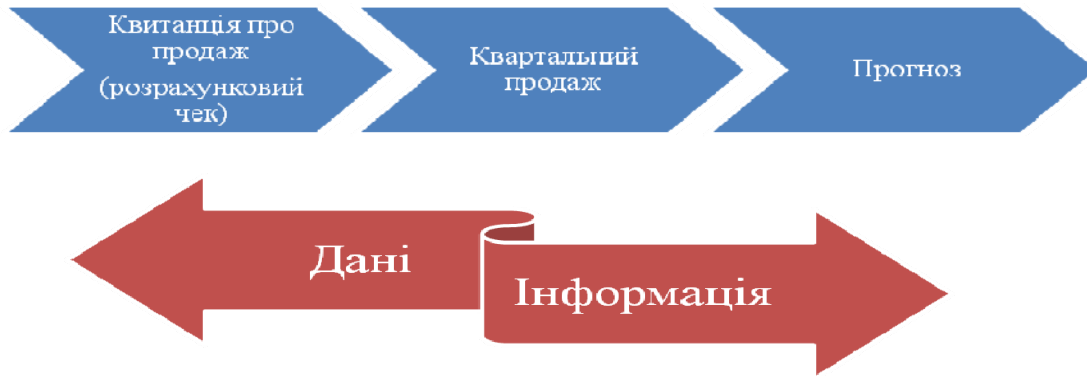 Квитанція про
продаж
(розрахунковий
чек)
Квартальний
продаж
Прогноз
Дані
Інформація